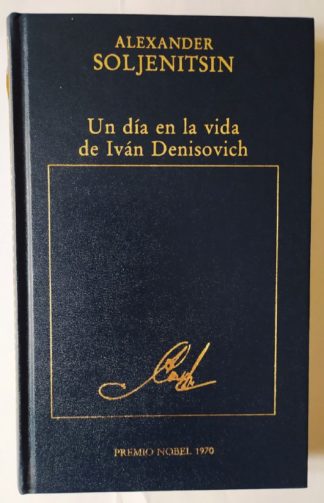 ALEXANDER
SOLJENITSIN
Un día en la vida
de Iván Denisovich
PREMIO NOBEL 1970